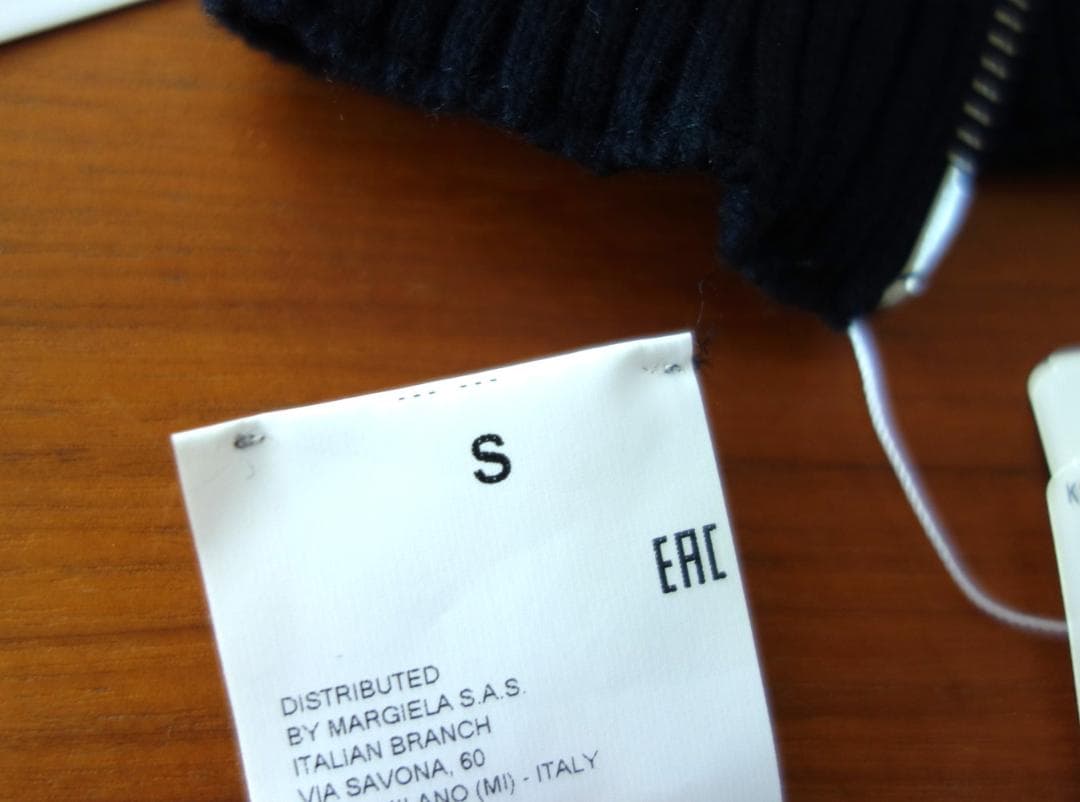 S
EAC
DISTRIBUTED
BY MARGIELA S.A.S.
ITALIAN BRANCH
VIA SAVONA, 60
(MI) - ITALY
K